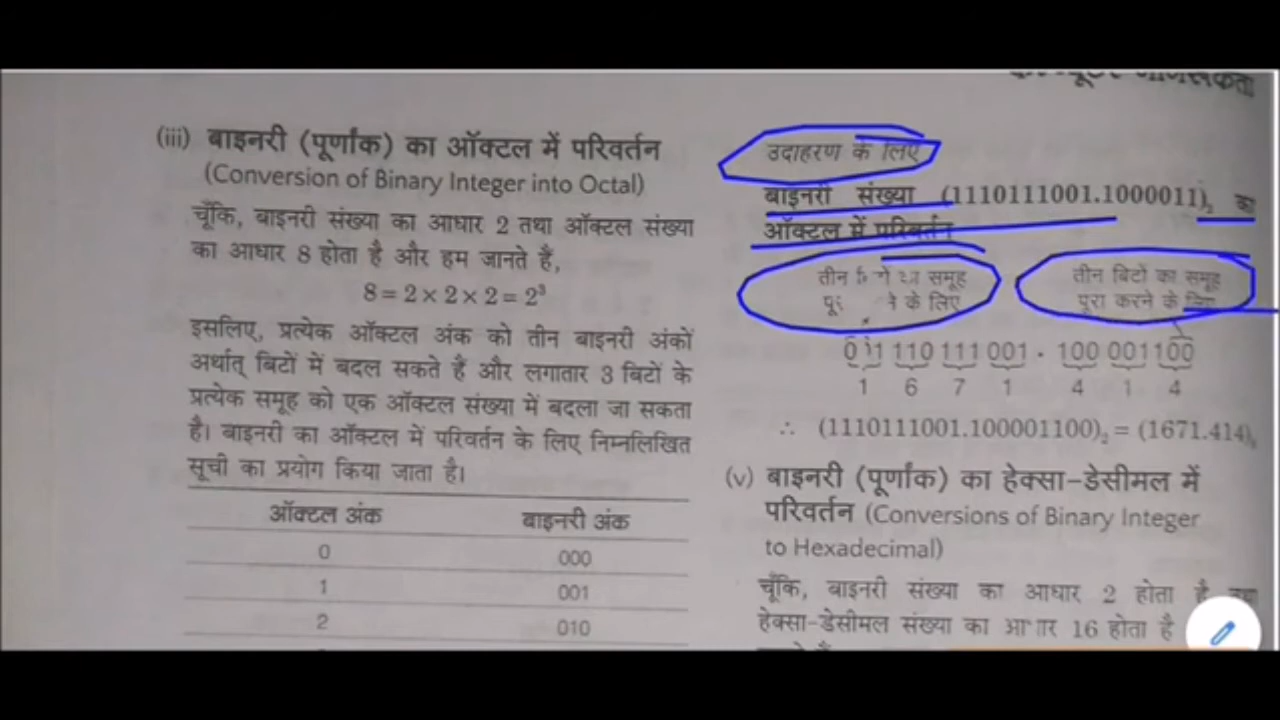 (iii) बाइनरी (पूर्णांक) का ऑक्टल में परिवर्तन
(Conversion of Binary Integer into Octal)
चूँकि, बाइनरी संख्या का आधार 2 तथा ऑक्टल संख्या
का आधार 8 होता है और हम जानते हैं,
8 = 2 × 2 × 2 = 2³
इसलिए, प्रत्येक ऑक्टल अंक को तीन बाइनरी अंकों
अर्थात् बिटों में बदल सकते हैं और लगातार 3 बिटों के
प्रत्येक समूह को एक ऑक्टल संख्या में बदला जा सकता
है। बाइनरी का ऑक्टल में परिवर्तन के लिए निम्नलिखित
सूची का प्रयोग किया जाता है।
ऑक्टल अंक बाइनरी अंक
0 000
1 001
2 010
उदाहरण के लिए
बाइनरी संख्या (1110111001.1000011)₂ का
ऑक्टल में परिवर्तन
तीन समूह
के लिए
तीन बिटों का समूह
पूरा करने के लिए
0 11 110 111 001 . 100 001 100
1 6 7 1 4 1 4
∴ (1110111001.100001100)₂ = (1671.414)
(v) बाइनरी (पूर्णांक) का हेक्सा-डेसीमल में
परिवर्तन (Conversions of Binary Integer
to Hexadecimal)
चूँकि, बाइनरी संख्या का आधार 2 होता है
हेक्सा-डेसीमल संख्या का 16 होता है